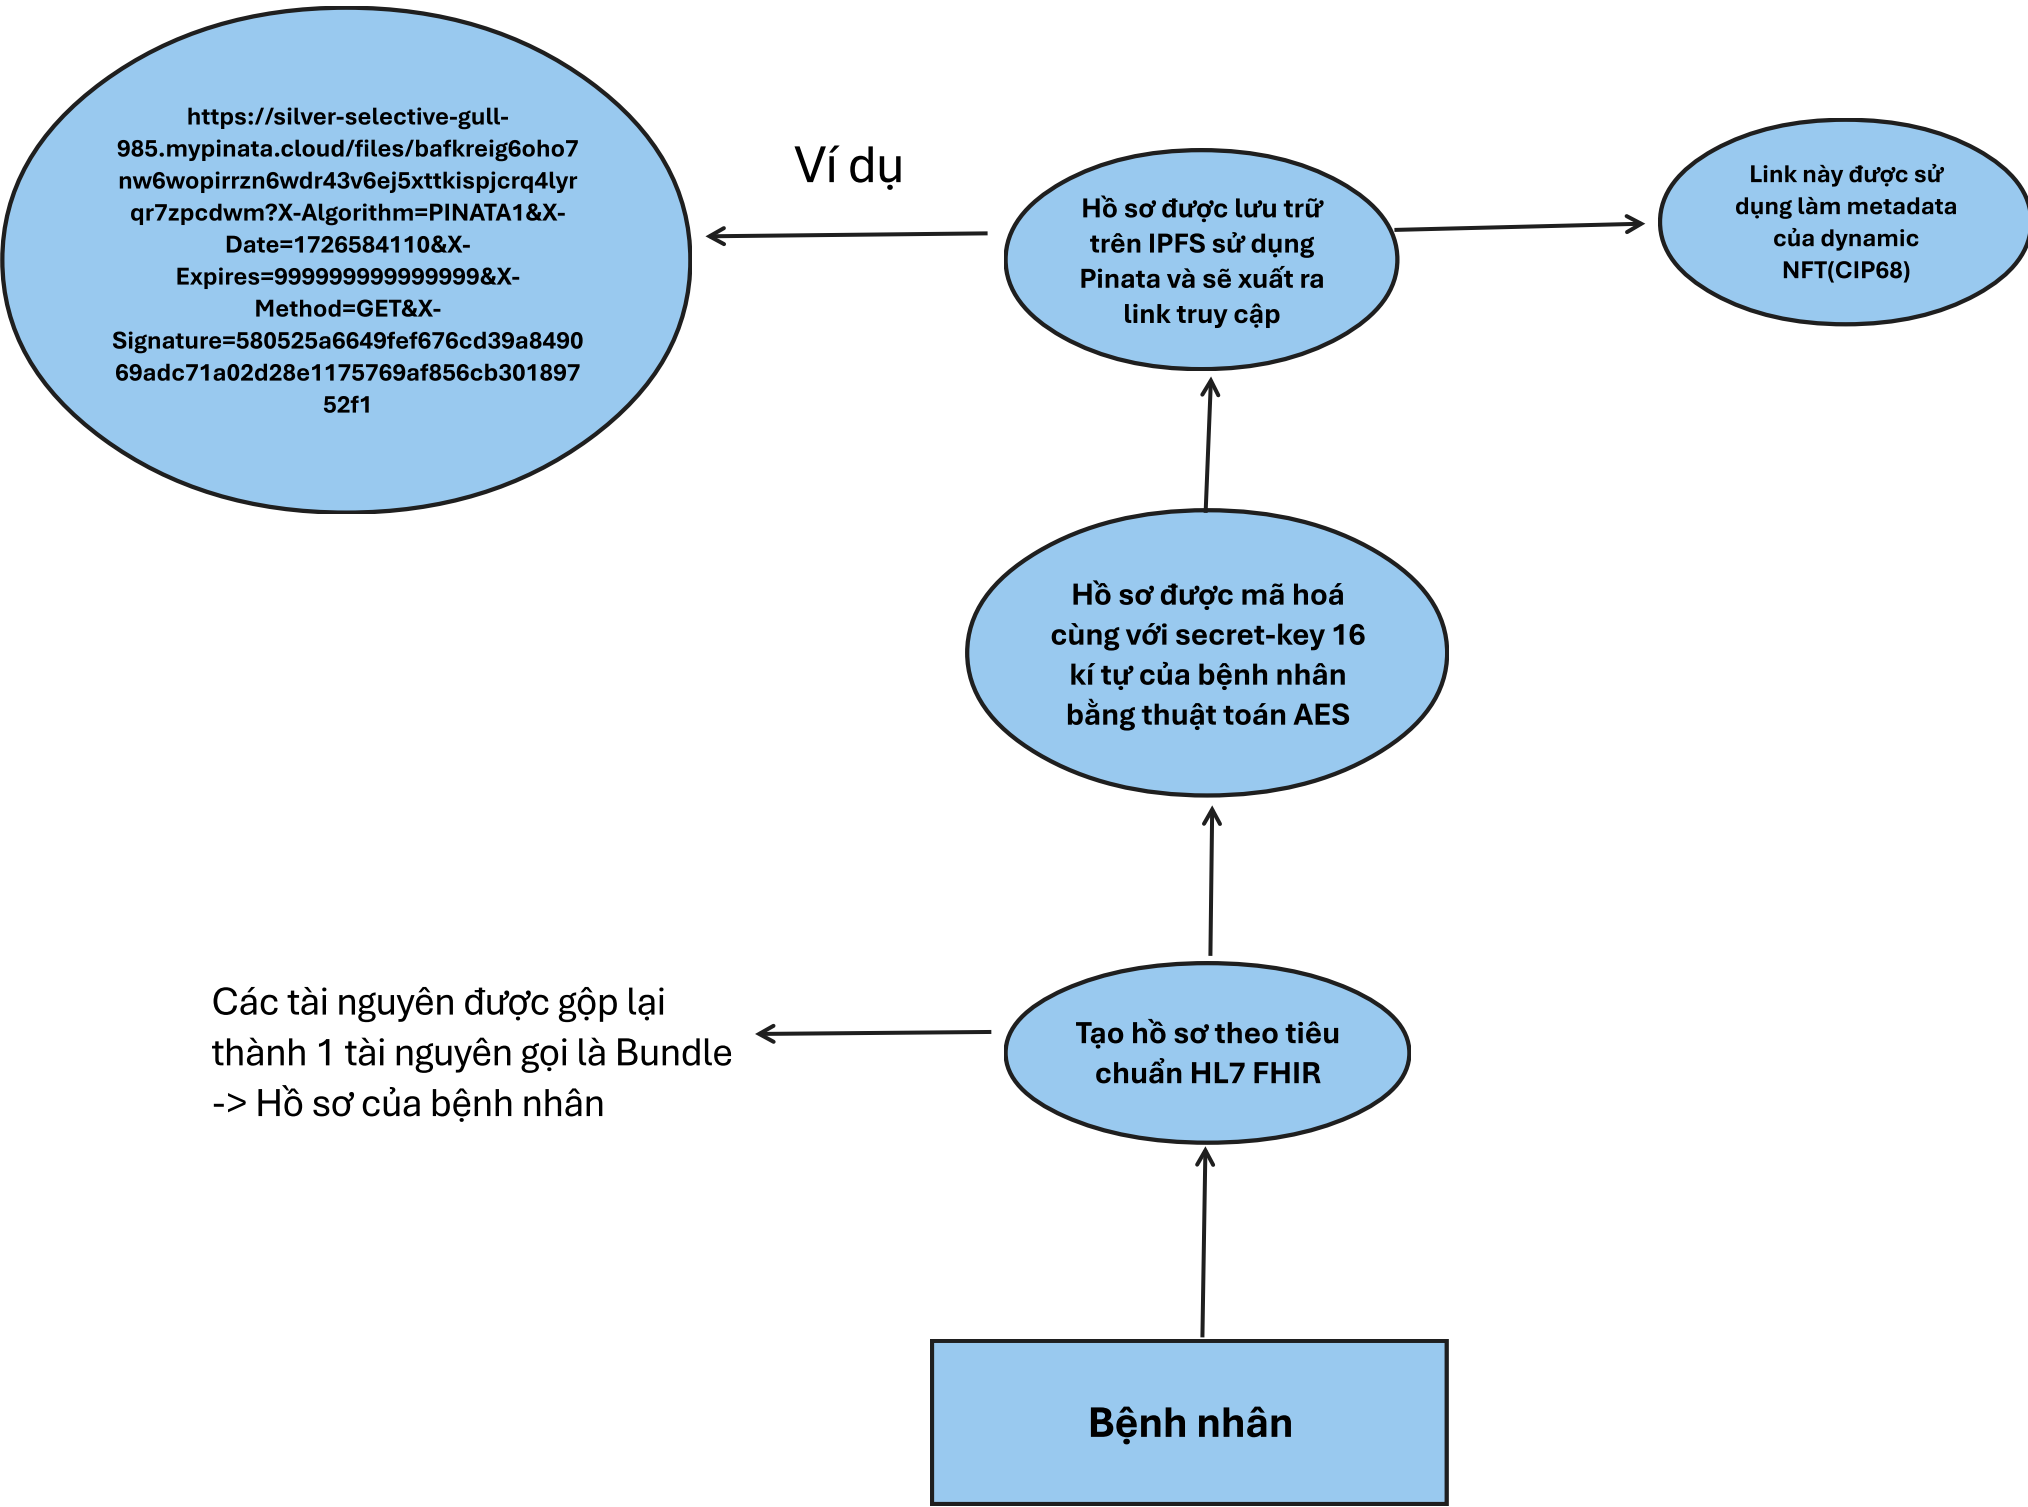 https://silver-selective-gull-
985.mypinata.cloud/files/bafkreig6oho7
nw6wopirrzn6wdr43v6ej5xttkispjcrq4lyr
qr7zpcdwm?X-Algorithm=PINATA1&X-
Date=1726584110&X-
Expires=999999999999999&X-
Method=GET&X-
Signature=580525a6649fef676cd39a8490
69adc71a02d28e1175769af856cb301897
52f1
Ví dụ
Hồ sơ được lưu trữ
trên IPFS sử dụng
Pinata và sẽ xuất ra
link truy cập
Link này được sử
dụng làm metadata
của dynamic
NFT(CIP68)
Hồ sơ được mã hoá
cùng với secret-key 16
kí tự của bệnh nhân
bằng thuật toán AES
Các tài nguyên được gộp lại
thành 1 tài nguyên gọi là Bundle
-> Hồ sơ của bệnh nhân
Tạo hồ sơ theo tiêu
chuẩn HL7 FHIR
Bệnh nhân